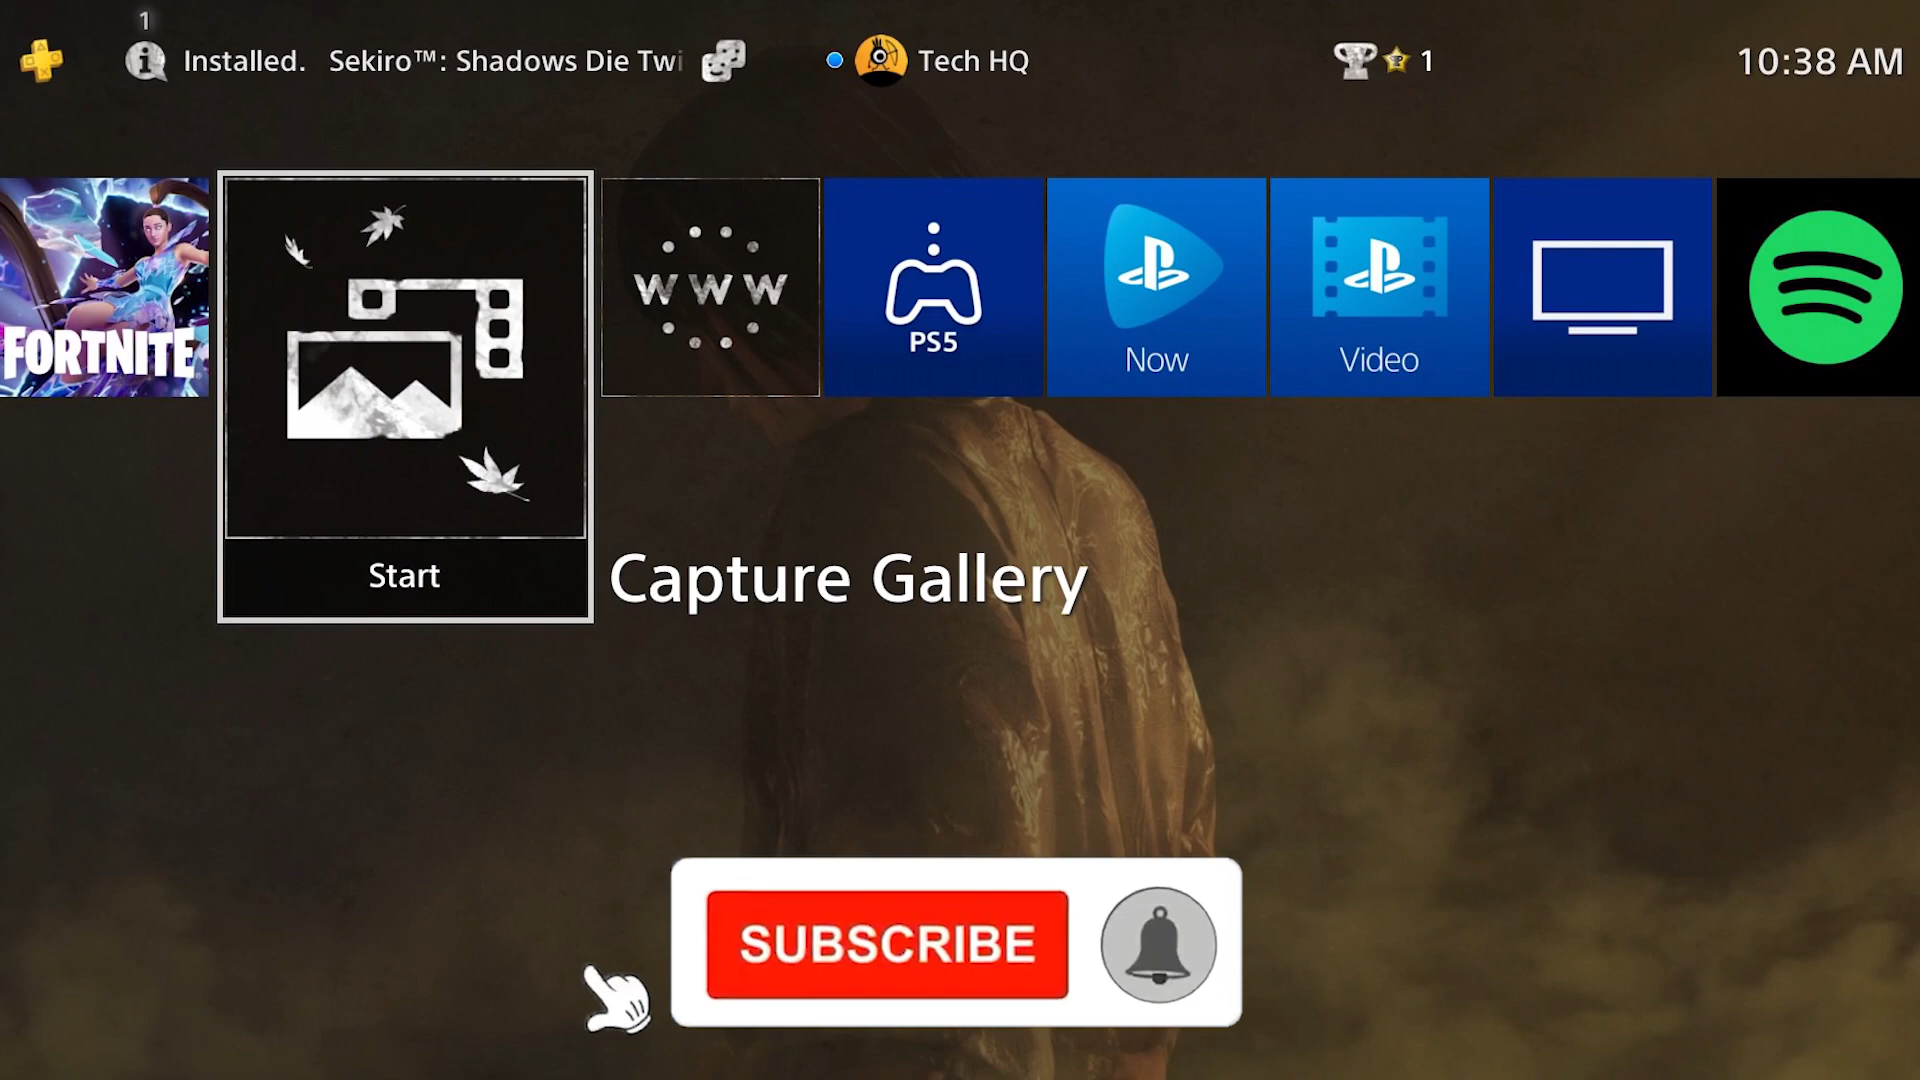 1
Installed. Sekiro™: Shadows Die Twi
Tech HQ
1
10:38 AM
FORTNITE
WWW
PS5
Now
Video
Start
Capture Gallery
SUBSCRIBE